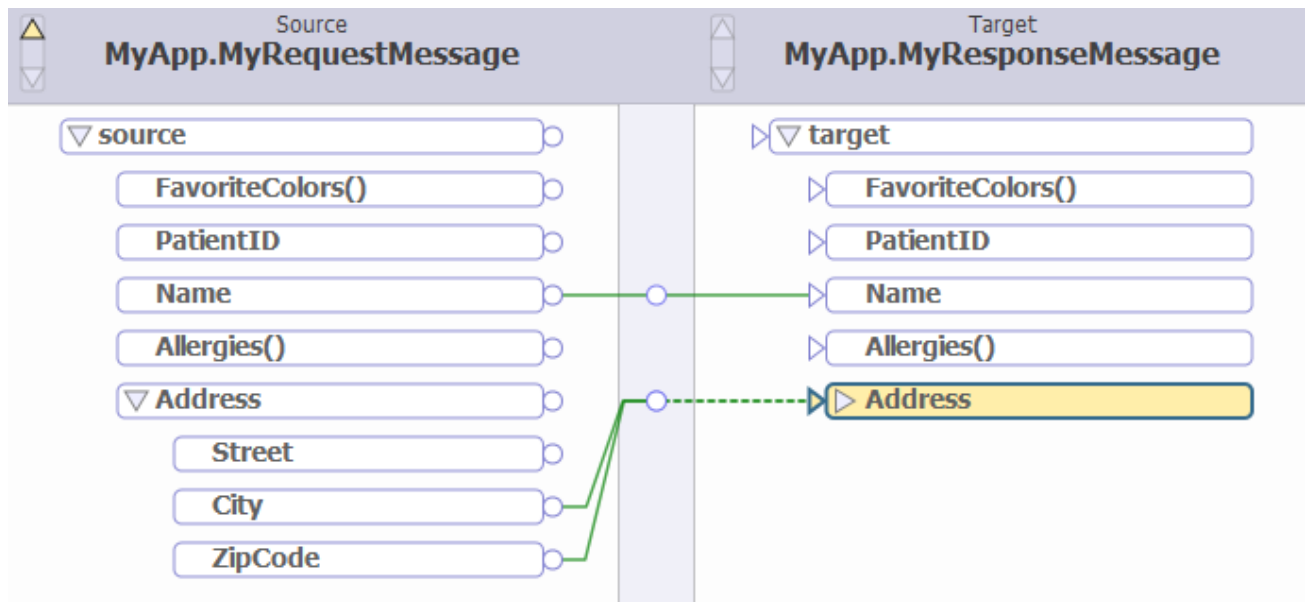 Source
MyApp.MyRequestMessage
Target
MyApp.MyResponseMessage
source
FavoriteColors()
PatientID
Name
Allergies()
Address
Street
City
ZipCode
target
FavoriteColors()
PatientID
Name
Allergies()
Address